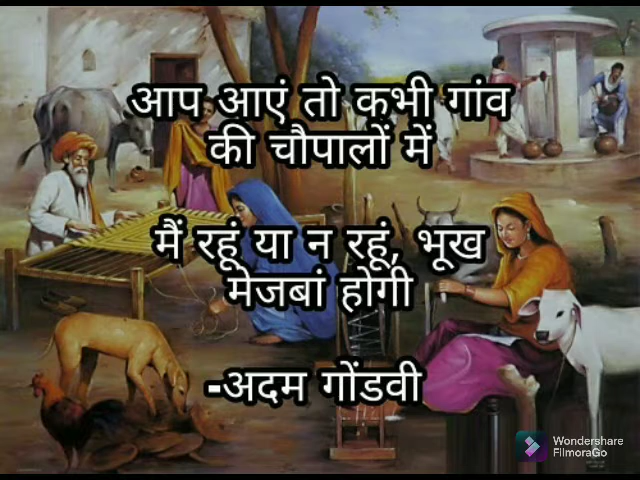 आप आएं तो कभी गांव
की चौपालों में
मैं रहूं या न रहूं, भूख
मेजबां होगी
-अदम गोंडवी
Wondershare
FilmoraGo